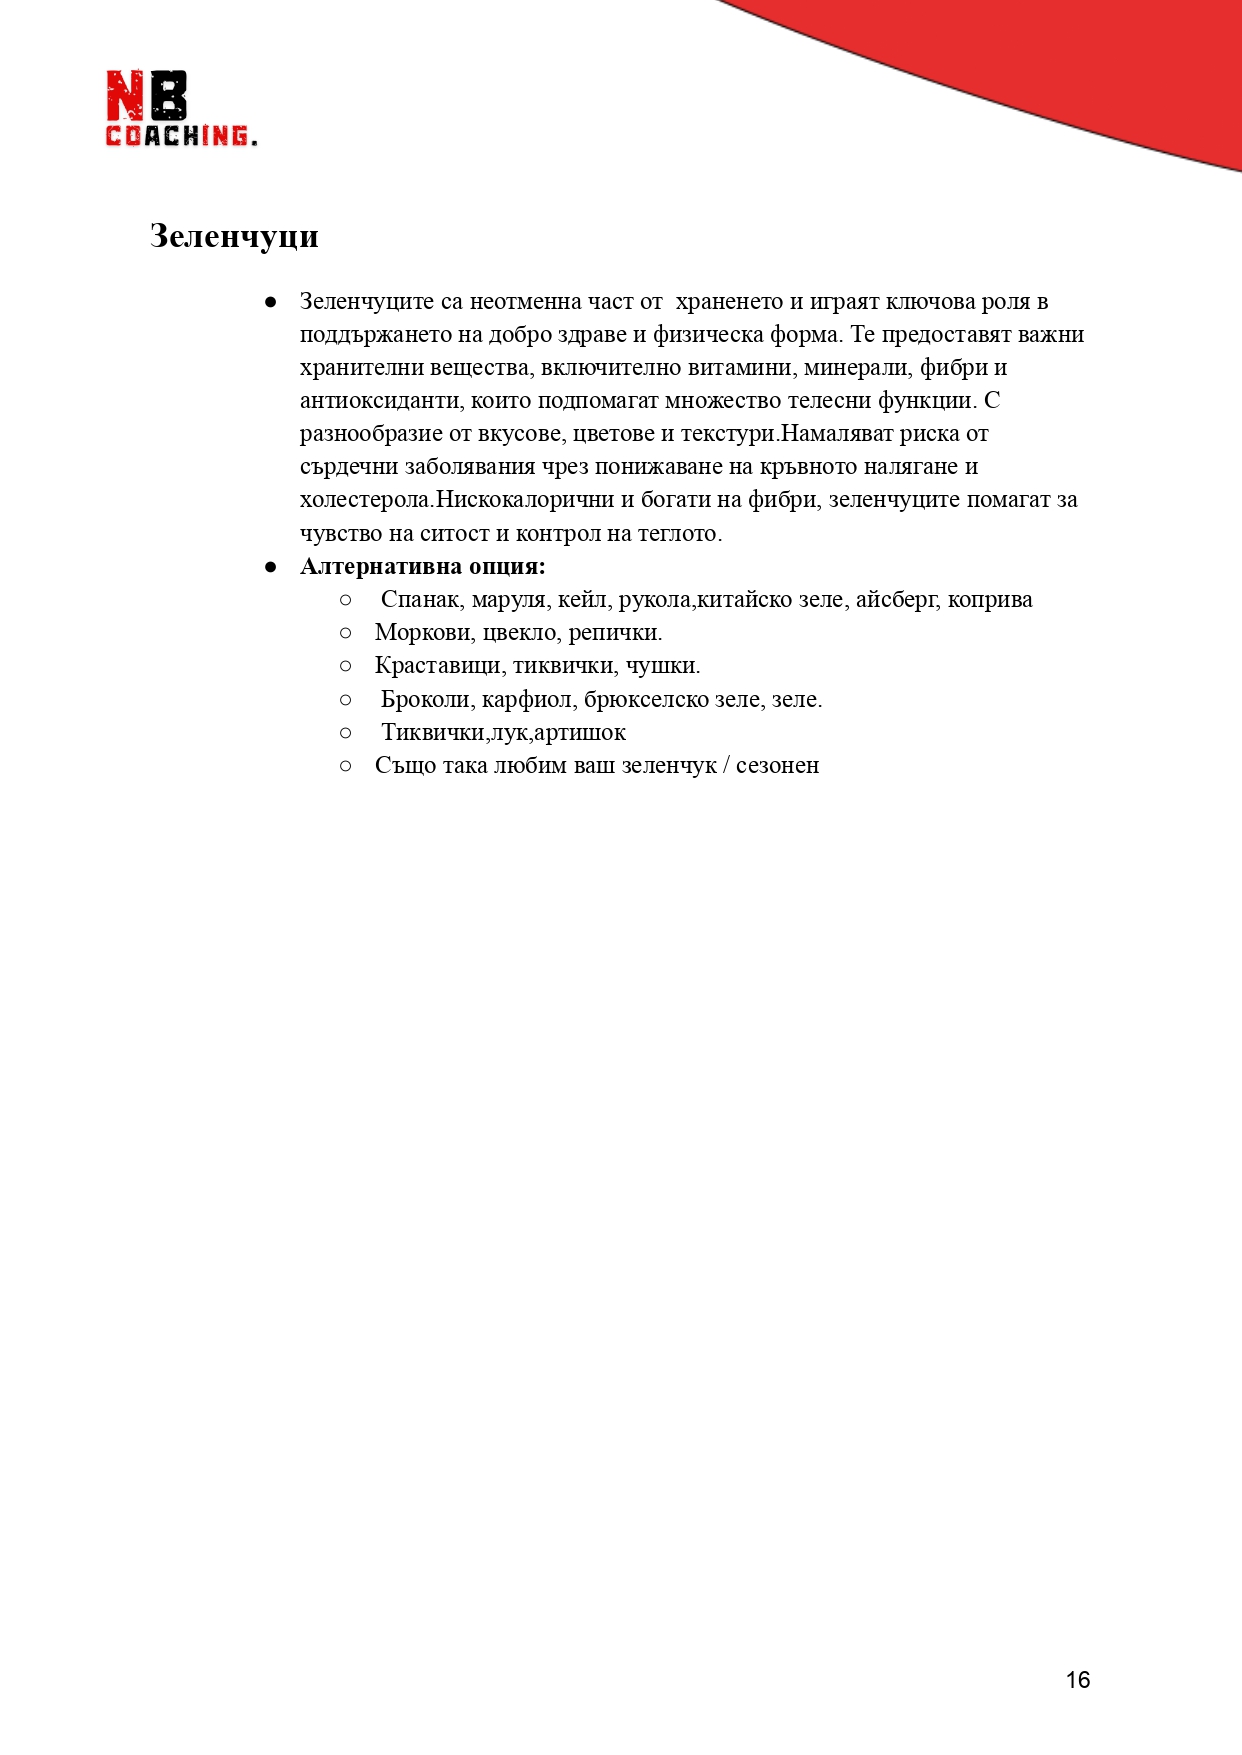 NB
COACHING.
Зеленчуци
● Зеленчуците са неотменна част от  храненето и играят ключова роля в
поддържането на добро здраве и физическа форма. Те предоставят важни
хранителни вещества, включително витамини, минерали, фибри и
антиоксиданти, които подпомагат множество телесни функции. С
разнообразие от вкусове, цветове и текстури.Намаляват риска от
сърдечни заболявания чрез понижаване на кръвното налягане и
холестерола.Нискокалорични и богати на фибри, зеленчуците помагат за
чувство на ситост и контрол на теглото.
● Алтернативна опция:
○ Спанак, маруля, кейл, рукола,китайско зеле, айсберг, коприва
○ Моркови, цвекло, репички.
○ Краставици, тиквички, чушки.
○ Броколи, карфиол, брюкселско зеле, зеле.
○ Тиквички,лук,артишок
○ Също така любим ваш зеленчук / сезонен
16